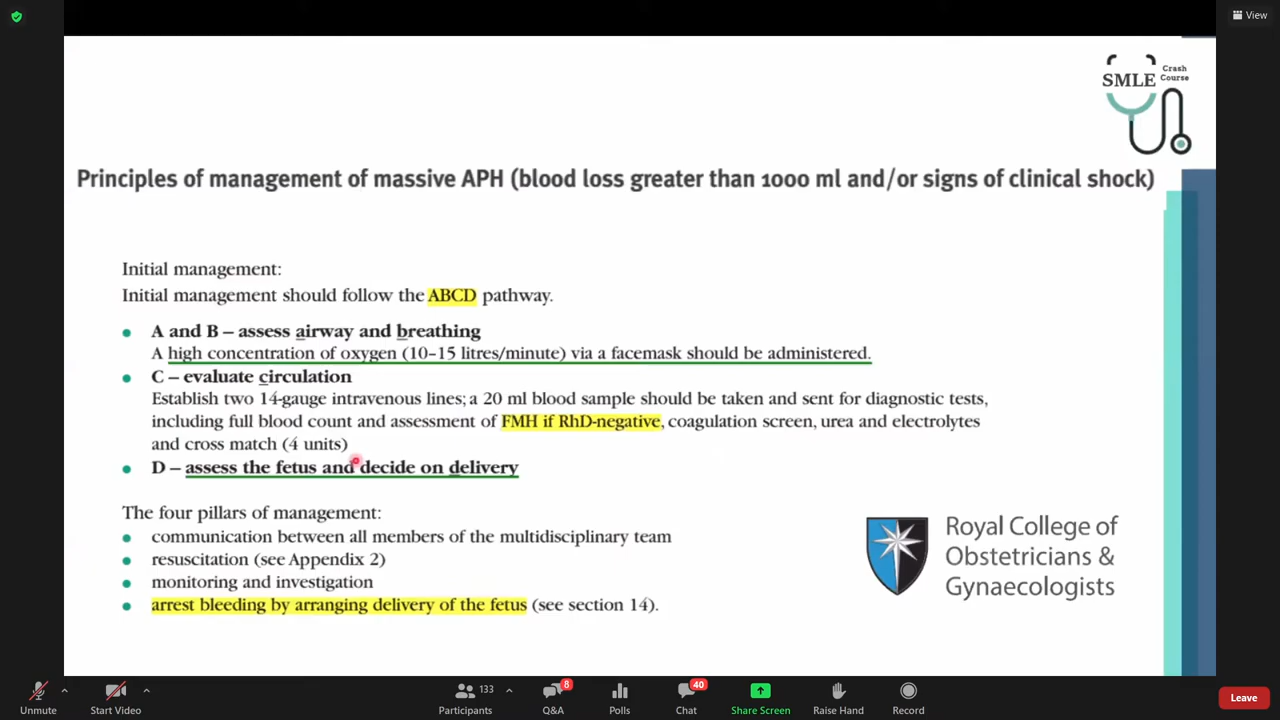 View
SMLE Crash Course
Principles of management of massive APH (blood loss greater than 1000 ml and/or signs of clinical shock)
Initial management:
Initial management should follow the ABCD pathway.
● A and B – assess airway and breathing
A high concentration of oxygen (10–15 litres/minute) via a facemask should be administered.
● C – evaluate circulation
Establish two 14-gauge intravenous lines; a 20 ml blood sample should be taken and sent for diagnostic tests,
including full blood count and assessment of FMH if RhD-negative, coagulation screen, urea and electrolytes
and cross match (4 units)
● D – assess the fetus and decide on delivery
The four pillars of management:
● communication between all members of the multidisciplinary team
● resuscitation (see Appendix 2)
● monitoring and investigation
● arrest bleeding by arranging delivery of the fetus (see section 14).
Royal College of
Obstetricians &
Gynaecologists
Unmute
Start Video
133
Participants
8
Q&A
Polls
40
Chat
Share Screen
Raise Hand
Record
Leave